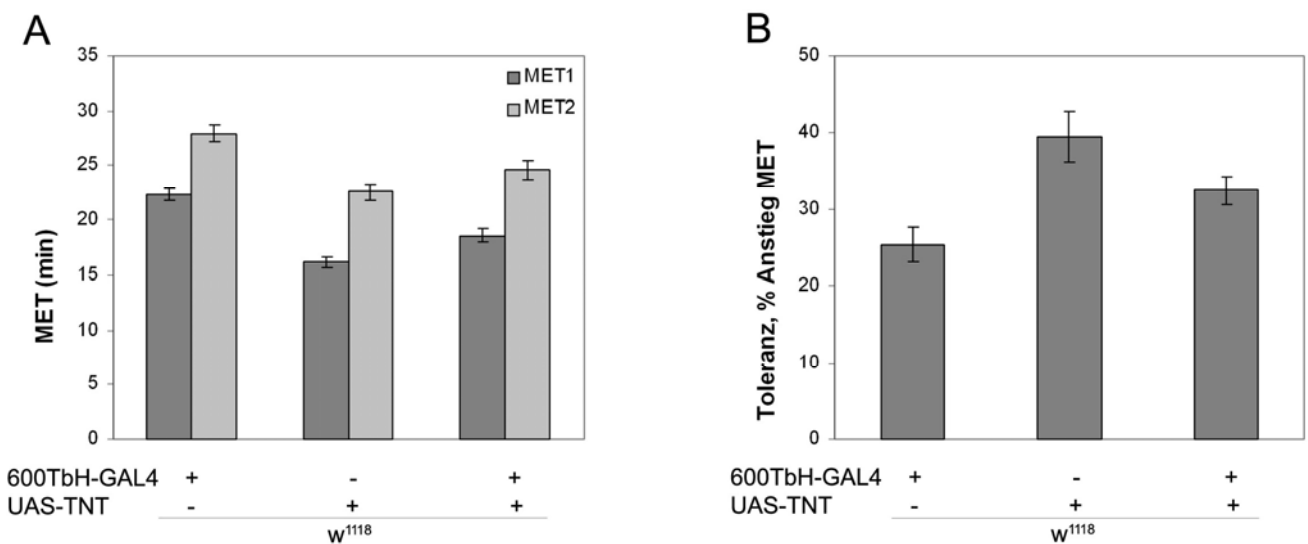 A
35
30
25
20
15
10
5
0
MET (min)
MET1
MET2
600TbH-GAL4 + - +
UAS-TNT - + +
w¹¹¹⁸
B
50
40
30
20
10
0
Toleranz, % Anstieg MET
600TbH-GAL4 + - +
UAS-TNT - + +
w¹¹¹⁸